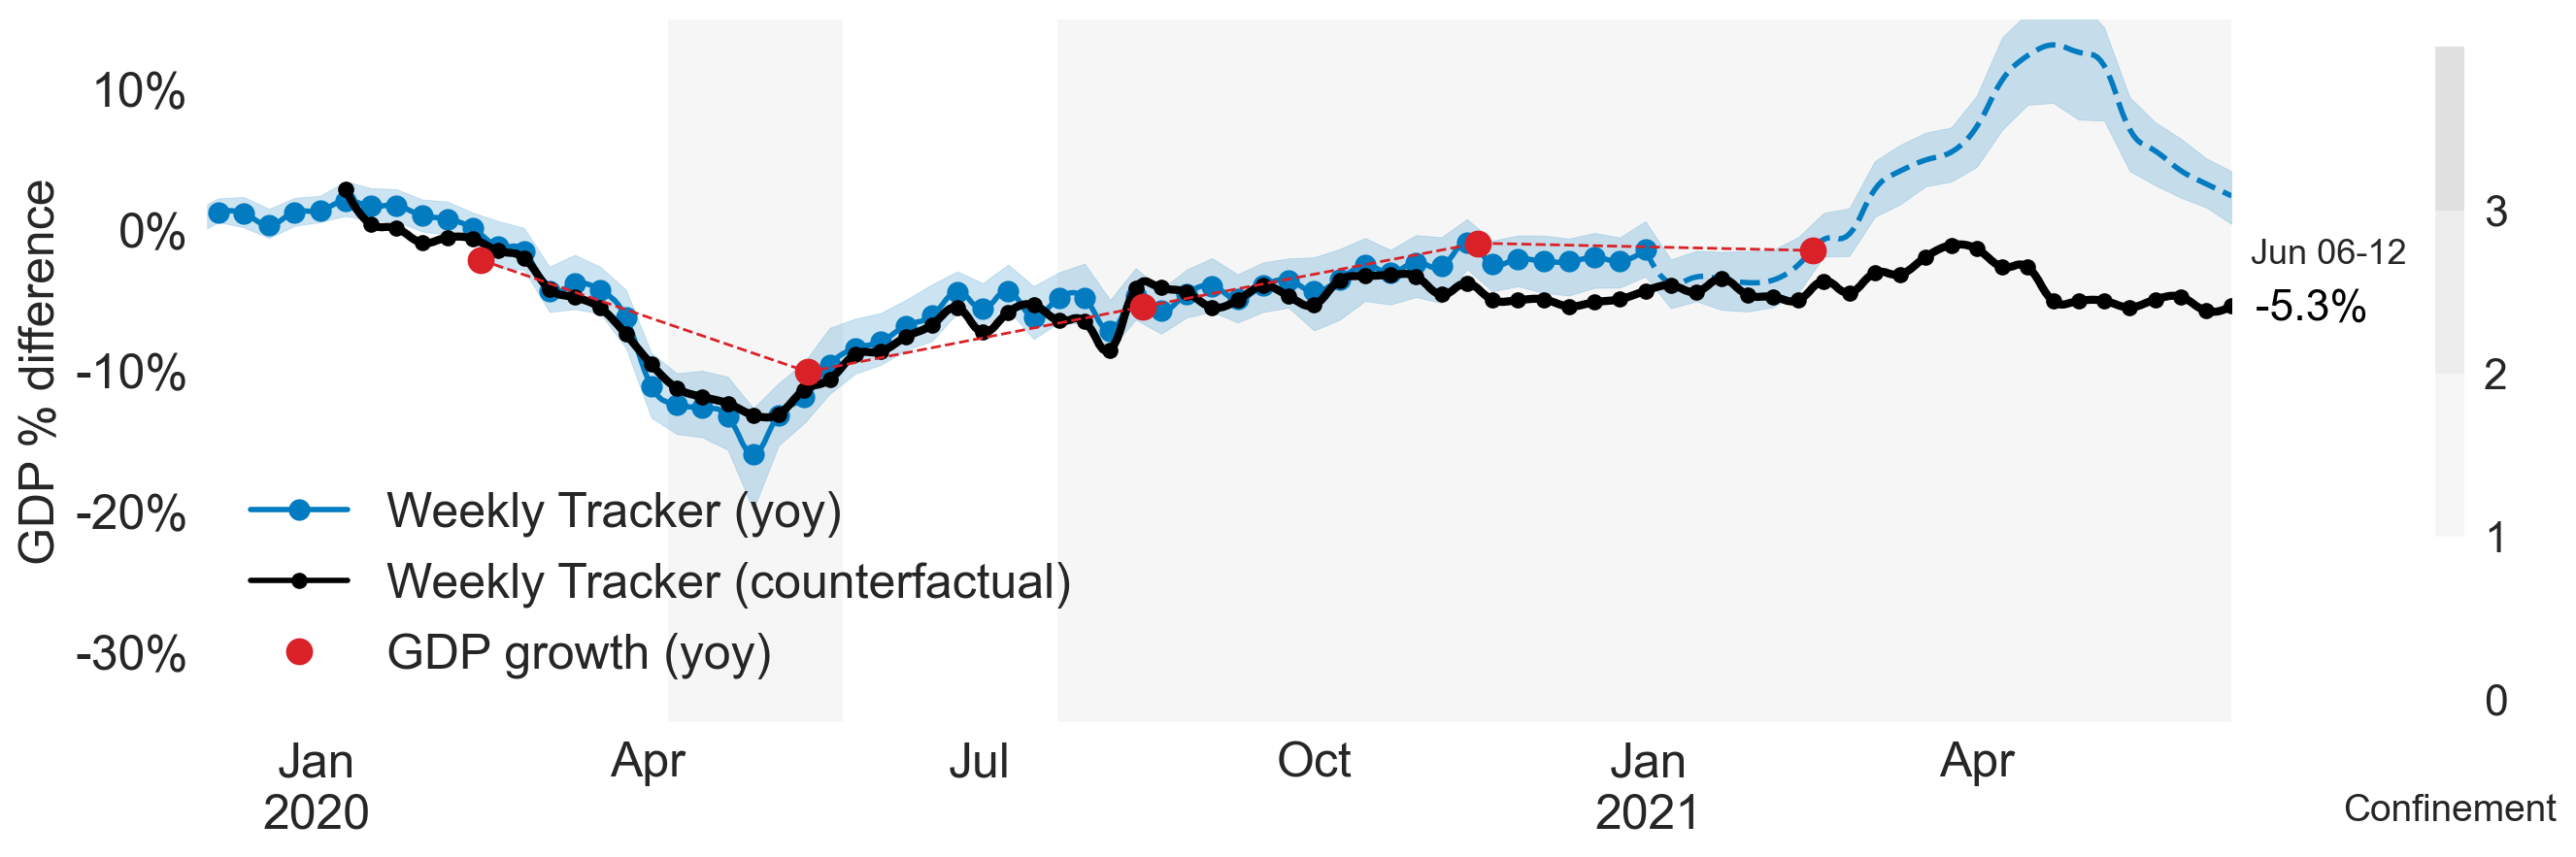 GDP % difference
10%
0%
-10%
-20%
-30%
Weekly Tracker (yoy)
Weekly Tracker (counterfactual)
GDP growth (yoy)
Jan
2020
Apr
Jul
Oct
Jan
2021
Apr
Jun 06-12
-5.3%
3
2
1
0
Confinement